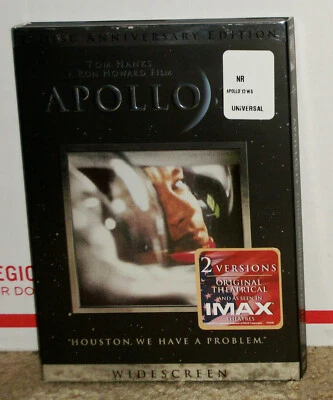 ANNIVERSARY EDITION
TOM HANKS
A RON HOWARD FILM
APOLLO
NR
APOLLO 13 WS
UNIVERSAL
2 VERSIONS
ORIGINAL
THEATRICAL
AND AS SEEN IN
IMAX
THEATRES
"HOUSTON, WE HAVE A PROBLEM."
WIDESCREEN